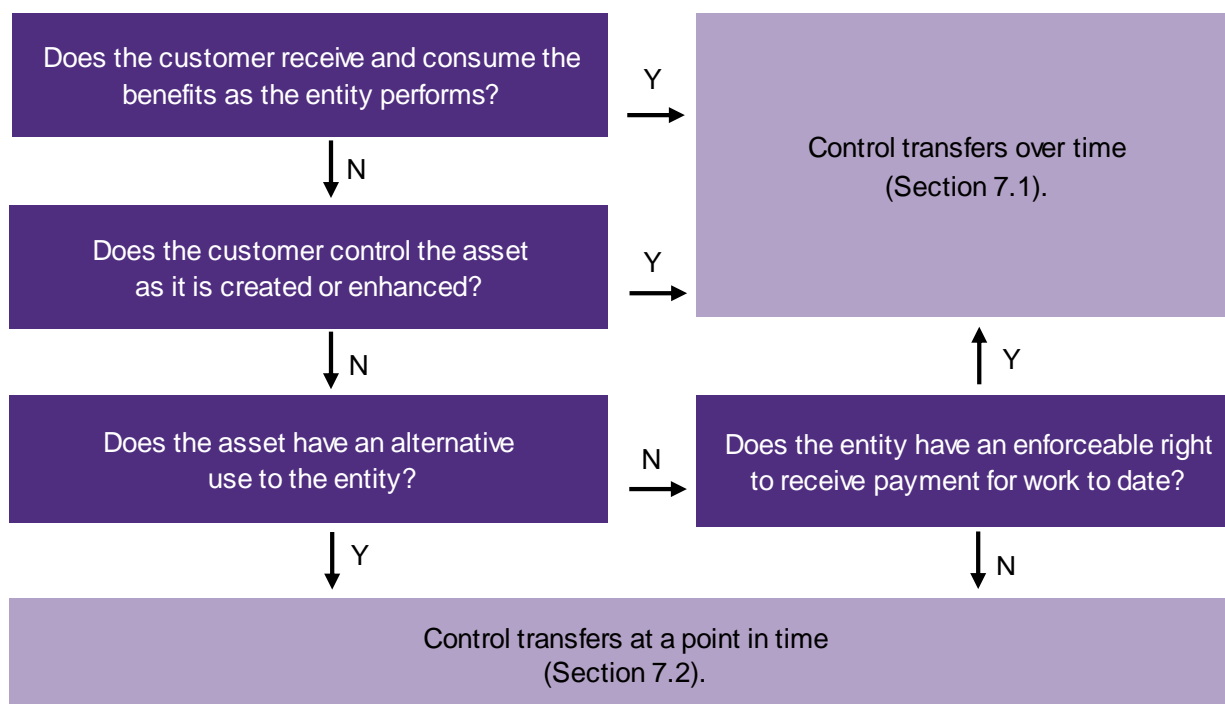 Does the customer receive and consume the
benefits as the entity performs?
Y
Control transfers over time
(Section 7.1).
N
Does the customer control the asset
as it is created or enhanced?
Y
N
Y
Does the asset have an alternative
use to the entity?
N
Does the entity have an enforceable right
to receive payment for work to date?
Y
N
Control transfers at a point in time
(Section 7.2).